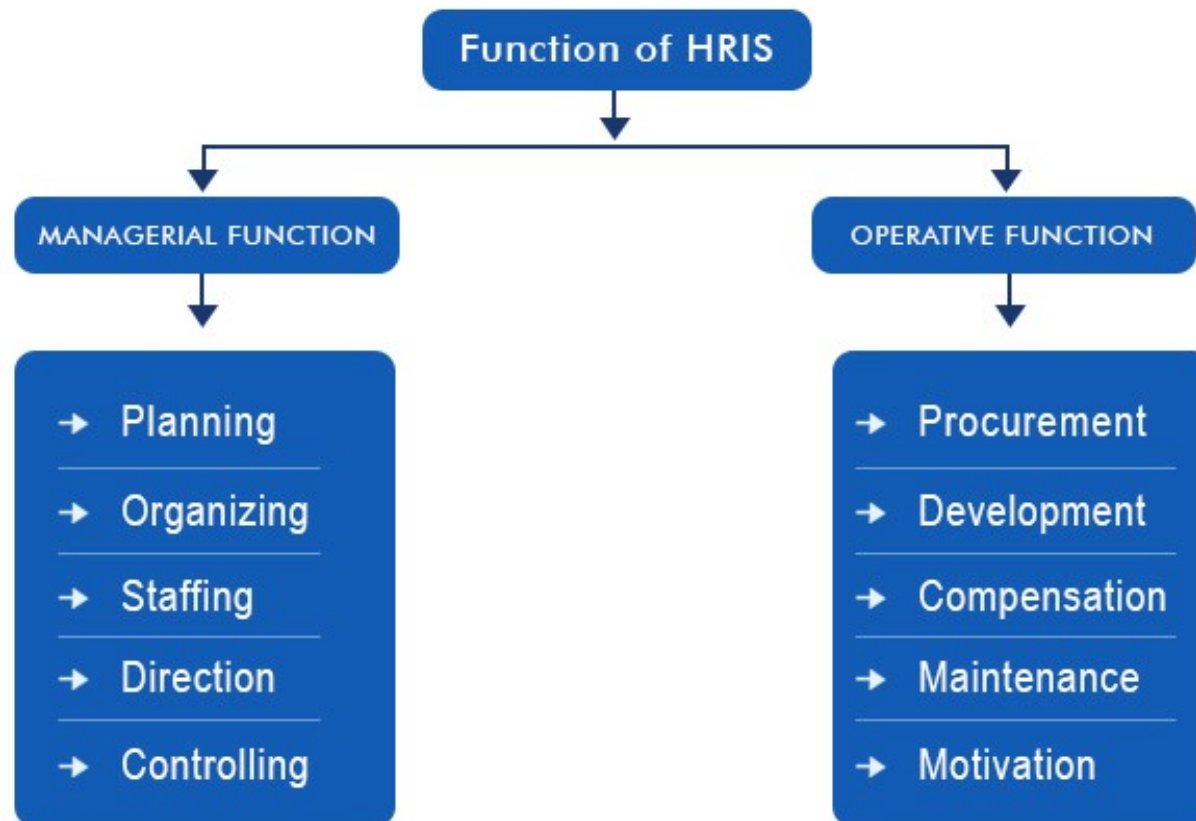 Function of HRIS
MANAGERIAL FUNCTION
Planning
Organizing
Staffing
Direction
Controlling
OPERATIVE FUNCTION
Procurement
Development
Compensation
Maintenance
Motivation